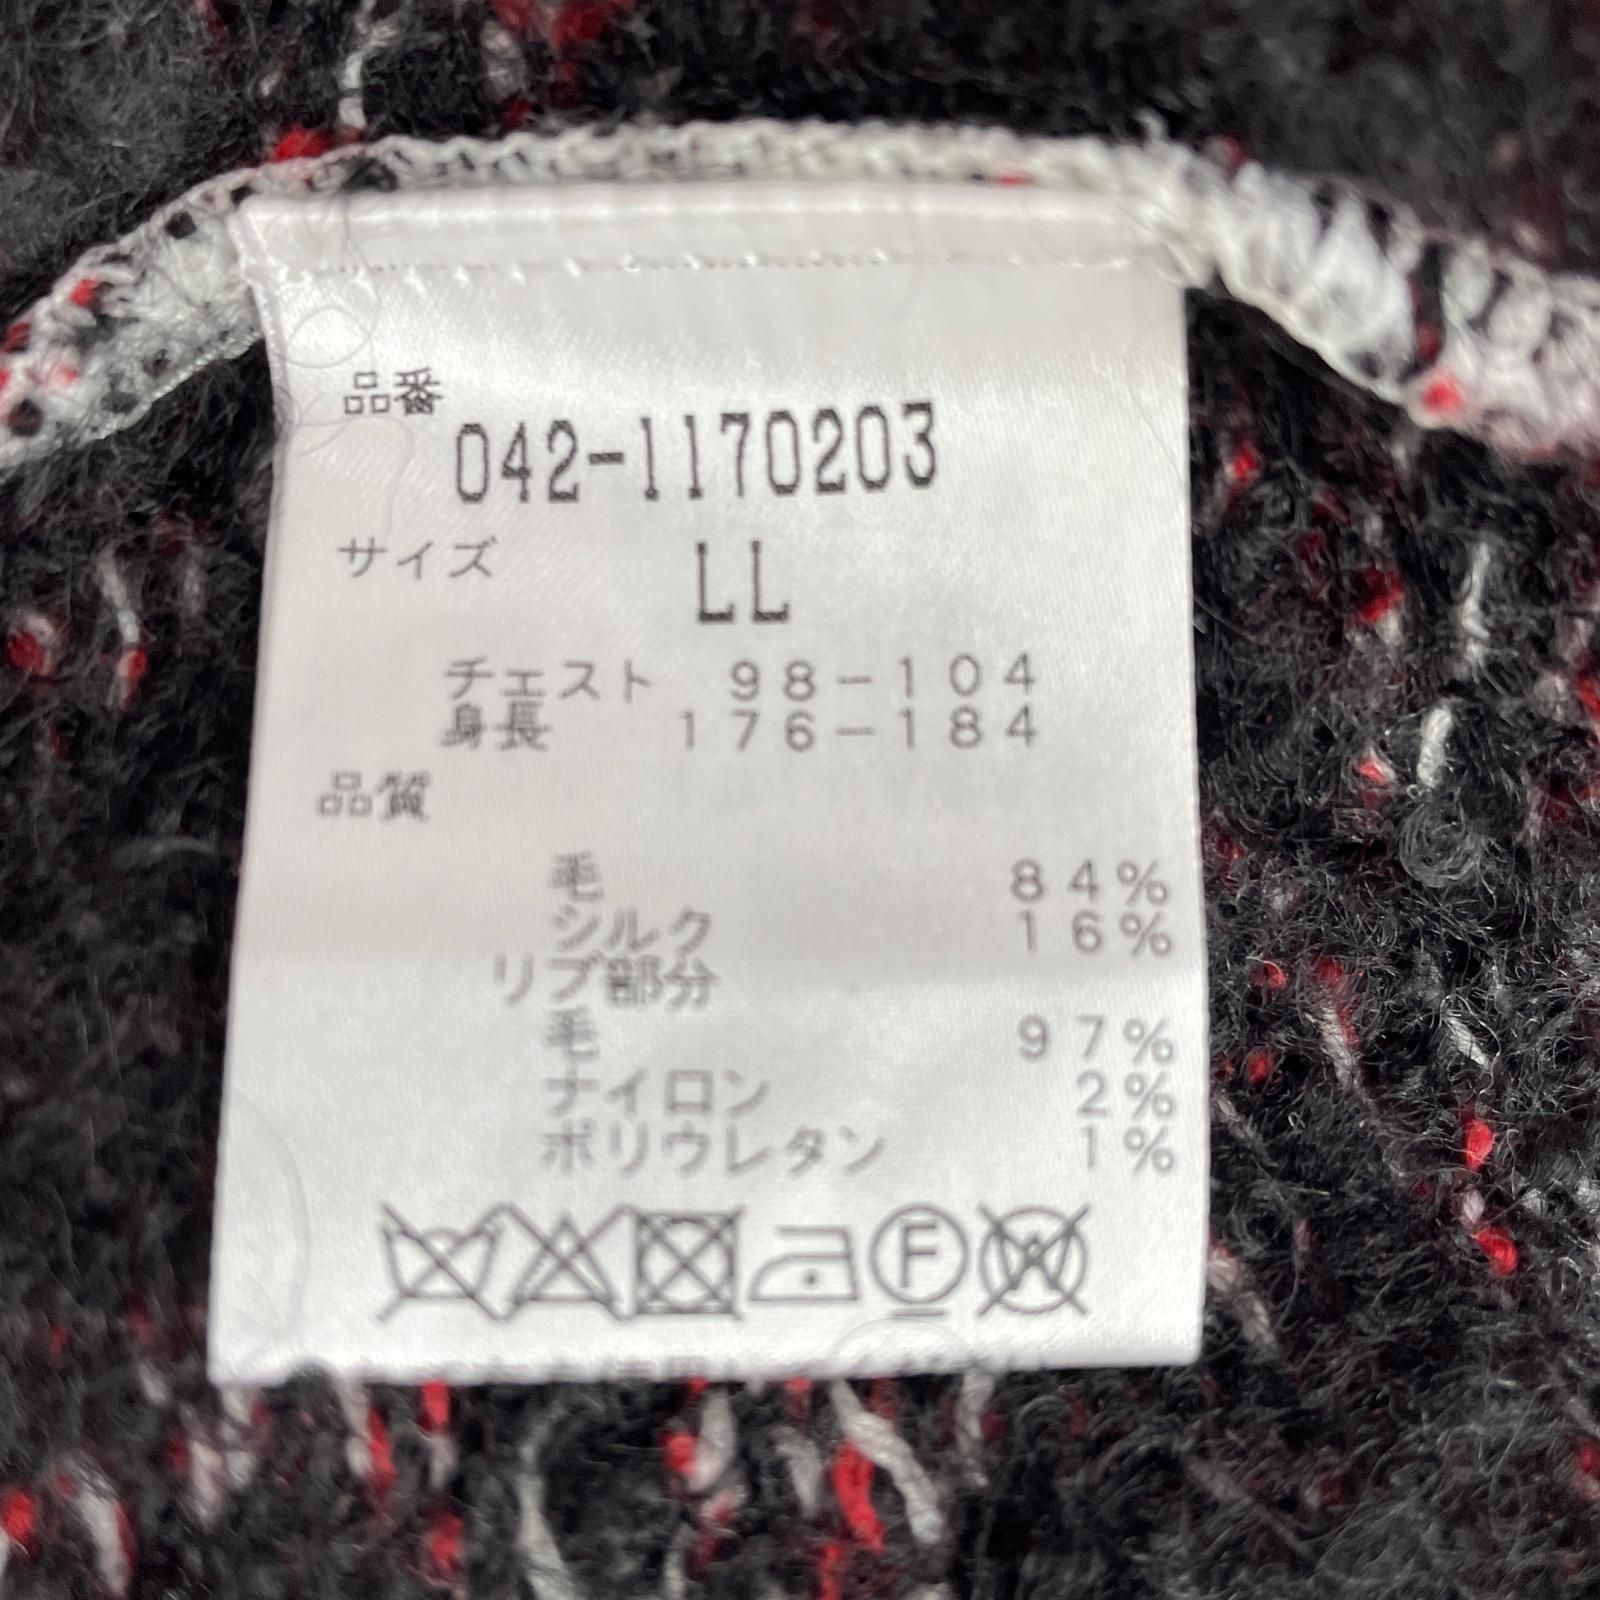 品番
042-1170203
サイズ LL
チェスト 98-104
身長 176-184
品質
毛 84%
シルク 16%
リブ部分
毛 97%
ナイロン 2%
ポリウレタン 1%
F W